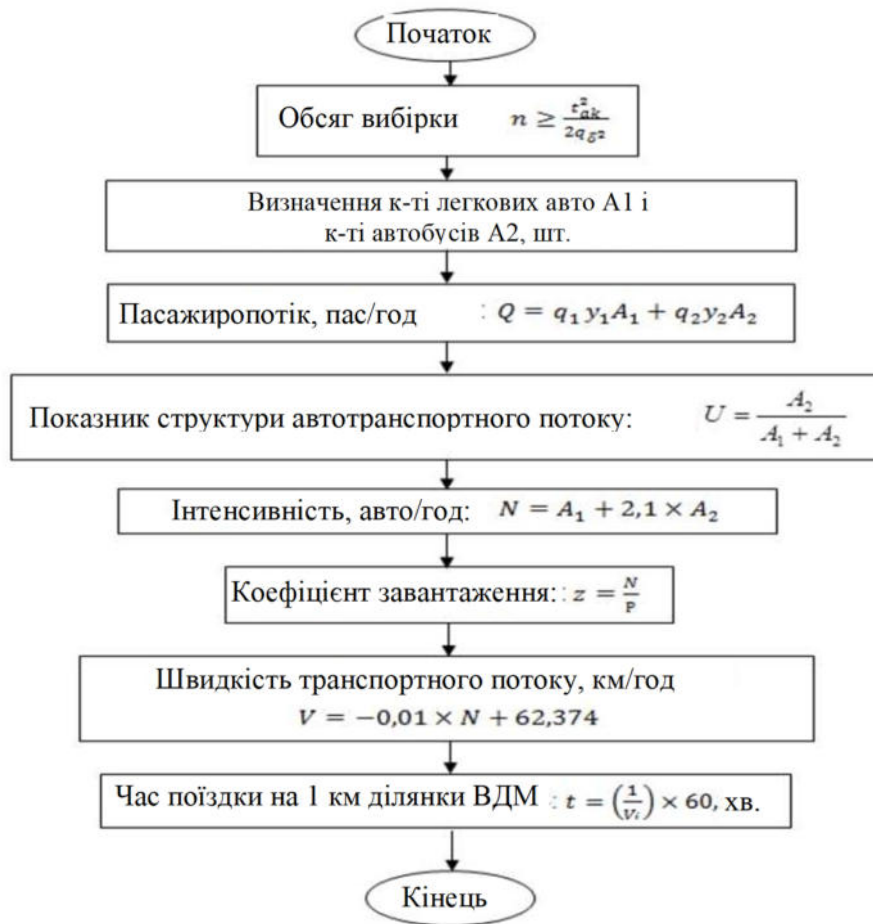 Початок
Обсяг вибірки n ≥ t²ₐₖ / 2q_δ²
Визначення к-ті легкових авто А1 і
к-ті автобусів А2, шт.
Пасажиропотік, пас/год : Q = q₁y₁A₁ + q₂y₂A₂
Показник структури автотранспортного потоку: U = A₂ / (A₁ + A₂)
Інтенсивність, авто/год: N = A₁ + 2,1 × A₂
Коефіцієнт завантаження:: z = N/P
Швидкість транспортного потоку, км/год
V = −0,01 × N + 62,374
Час поїздки на 1 км ділянки ВДМ : t = (1/Vᵢ) × 60, хв.
Кінець